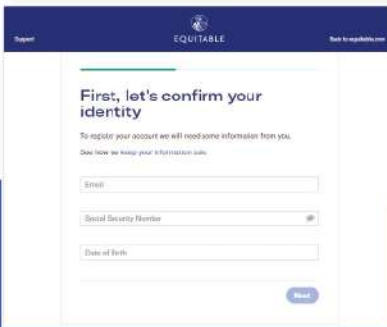 Support
EQUITABLE
Back to equitable.com
First, let's confirm your
identity
To register your account we will need some information from you.
See how we keep your information safe
Email
Social Security Number
Date of Birth
Next